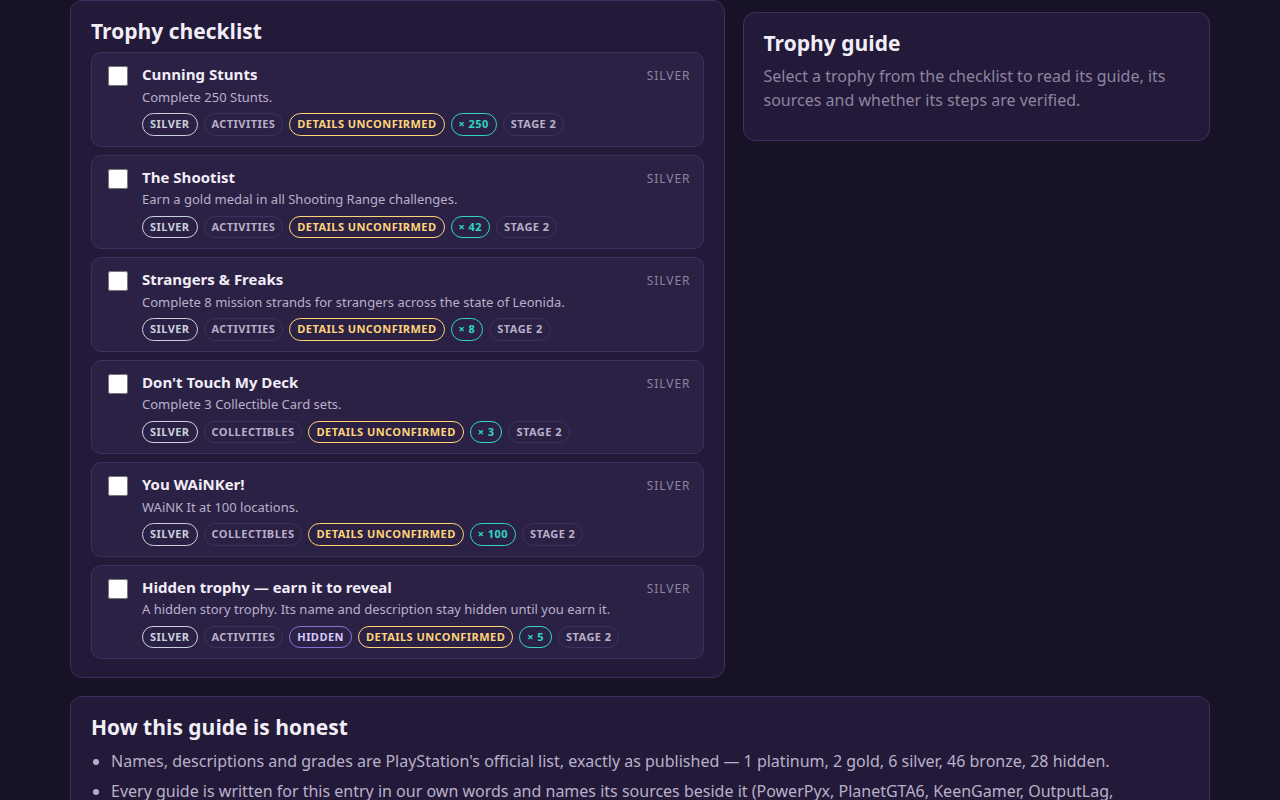 Trophy checklist
Cunning Stunts
SILVER
Complete 250 Stunts.
SILVER ACTIVITIES DETAILS UNCONFIRMED × 250 STAGE 2
The Shootist
SILVER
Earn a gold medal in all Shooting Range challenges.
SILVER ACTIVITIES DETAILS UNCONFIRMED × 42 STAGE 2
Strangers & Freaks
SILVER
Complete 8 mission strands for strangers across the state of Leonida.
SILVER ACTIVITIES DETAILS UNCONFIRMED × 8 STAGE 2
Don't Touch My Deck
SILVER
Complete 3 Collectible Card sets.
SILVER COLLECTIBLES DETAILS UNCONFIRMED × 3 STAGE 2
You WAiNKer!
SILVER
WAiNK It at 100 locations.
SILVER COLLECTIBLES DETAILS UNCONFIRMED × 100 STAGE 2
Hidden trophy — earn it to reveal
SILVER
A hidden story trophy. Its name and description stay hidden until you earn it.
SILVER ACTIVITIES HIDDEN DETAILS UNCONFIRMED × 5 STAGE 2
Trophy guide
Select a trophy from the checklist to read its guide, its
sources and whether its steps are verified.
How this guide is honest
• Names, descriptions and grades are PlayStation's official list, exactly as published — 1 platinum, 2 gold, 6 silver, 46 bronze, 28 hidden.
• Every guide is written for this entry in our own words and names its sources beside it (PowerPyx, PlanetGTA6, KeenGamer, OutputLag,